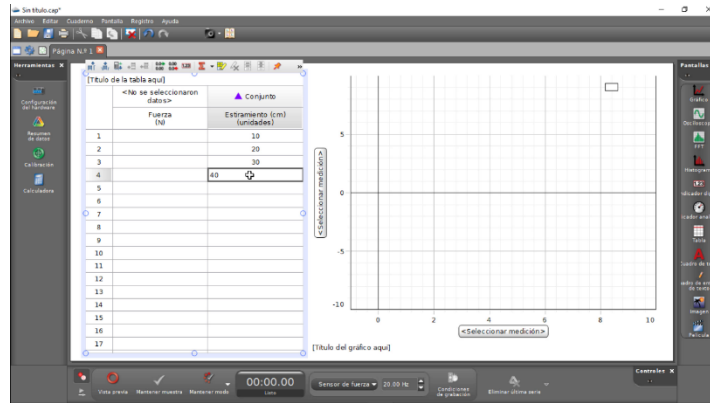 Sin título.cap*
Archivo Editar Cuaderno Pantalla Registro Ayuda
Página N.º 1
Herramientas
Configuración del hardware
Resumen de datos
Calibración
Calculadora
[Título de la tabla aquí]
<No se seleccionaron datos>
Conjunto
Fuerza
(N)
Estiramiento (cm)
(unidades)
1 10
2 20
3 30
4 40
5
6
7
8
9
10
11
12
13
14
15
16
17
<Seleccionar medición>
5
0
-5
-10
0 2 4 6 8 10
<Seleccionar medición>
[Título del gráfico aquí]
Pantallas
Gráfico
FFT
Histogram
Tabla
Imagen
Película
Controles
Vista previa
Mantener muestra
Mantener modo
00:00.00
Listo
Sensor de fuerza
20.00 Hz
Condiciones de grabación
Eliminar última serie